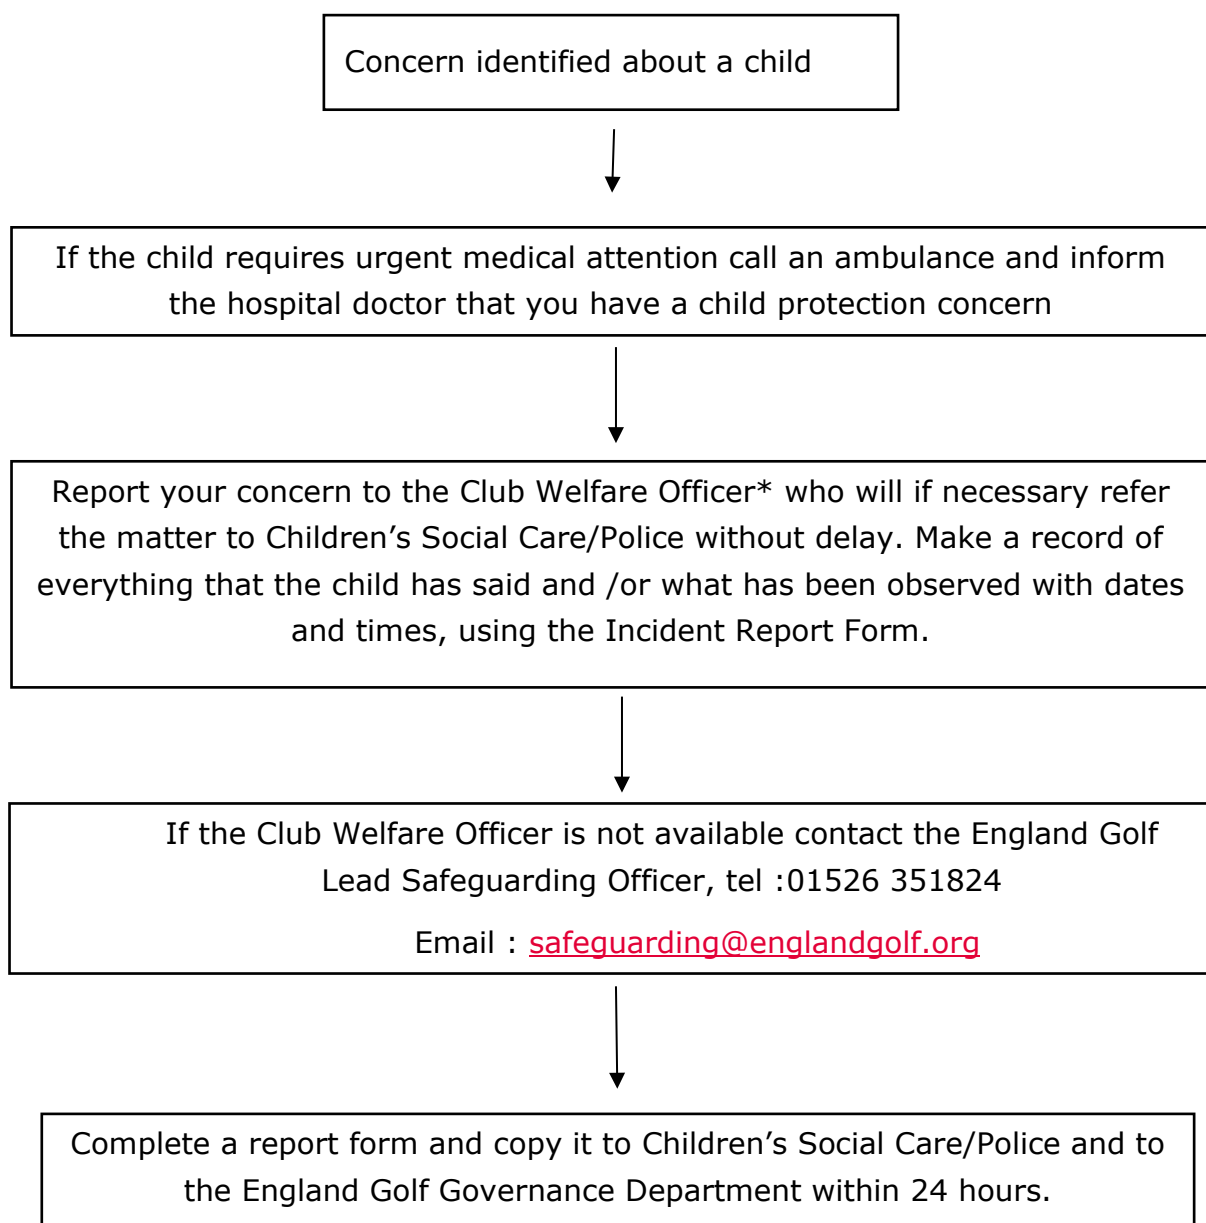 Concern identified about a child
If the child requires urgent medical attention call an ambulance and inform
the hospital doctor that you have a child protection concern
Report your concern to the Club Welfare Officer* who will if necessary refer
the matter to Children’s Social Care/Police without delay. Make a record of
everything that the child has said and /or what has been observed with dates
and times, using the Incident Report Form.
If the Club Welfare Officer is not available contact the England Golf
Lead Safeguarding Officer, tel :01526 351824
Email : safeguarding@englandgolf.org
Complete a report form and copy it to Children’s Social Care/Police and to
the England Golf Governance Department within 24 hours.